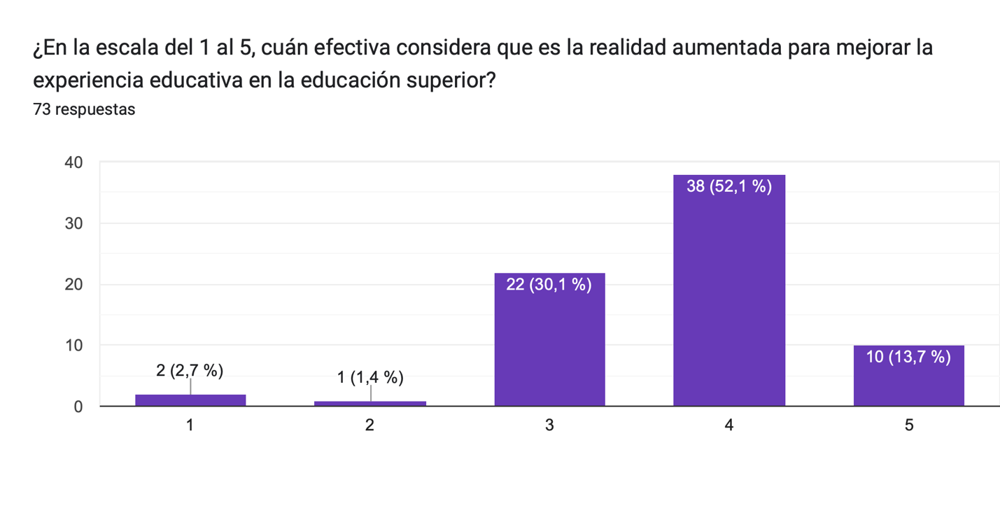 ¿En la escala del 1 al 5, cuán efectiva considera que es la realidad aumentada para mejorar la
experiencia educativa en la educación superior?
73 respuestas
40
30
20
10
0
2 (2,7 %)
1 (1,4 %)
22 (30,1 %)
38 (52,1 %)
10 (13,7 %)
1
2
3
4
5